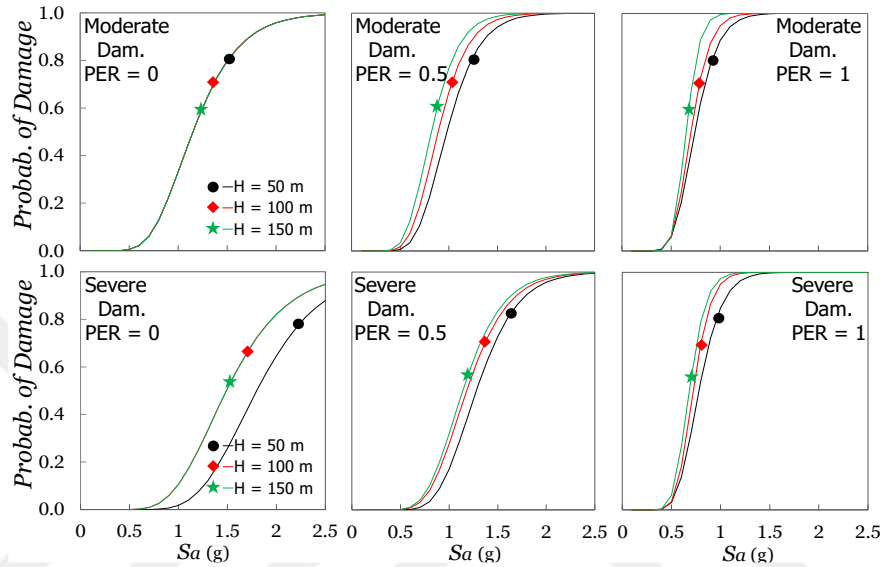 Probab. of Damage
1.0
0.8
0.6
0.4
0.2
0.0
Moderate
Dam.
PER = 0
H = 50 m
H = 100 m
H = 150 m
Moderate
Dam.
PER = 0.5
Moderate
Dam.
PER = 1
Probab. of Damage
1.0
0.8
0.6
0.4
0.2
0.0
Severe
Dam.
PER = 0
H = 50 m
H = 100 m
H = 150 m
Severe
Dam.
PER = 0.5
Severe
Dam.
PER = 1
0 0.5 1 1.5 2 2.5
0 0.5 1 1.5 2 2.5
0 0.5 1 1.5 2 2.5
Sa (g)
Sa (g)
Sa (g)